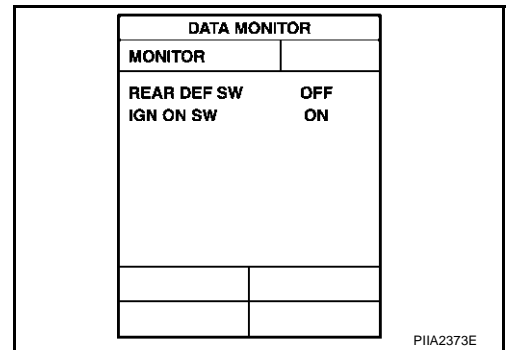 DATA MONITOR
MONITOR
REAR DEF SW OFF
IGN ON SW ON
PIIA2373E